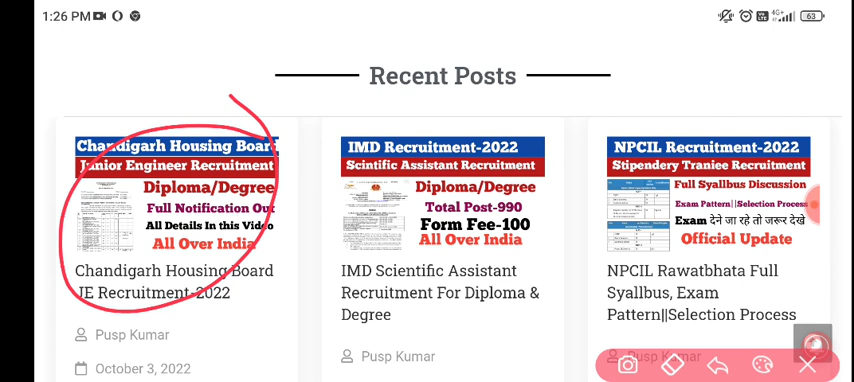 1:26 PM
4G+
63
Recent Posts
Chandigarh Housing Board
Junior Engineer Recruitment
Diploma/Degree
Full Notification Out
All Details In this Video
All Over India
Chandigarh Housing Board
JE Recruitment-2022
Pusp Kumar
October 3, 2022
IMD Recruitment-2022
Scintific Assistant Recruitment
Diploma/Degree
Total Post-990
Form Fee-100
All Over India
IMD Scientific Assistant
Recruitment For Diploma &
Degree
Pusp Kumar
NPCIL Recruitment-2022
Stipendery Traniee Recruitment
Full Syallbus Discussion
Exam Pattern||Selection Process
Exam देने जा रहे तो जरूर देखे
Official Update
NPCIL Rawatbhata Full
Syallbus, Exam
Pattern||Selection Process
Pusp Kumar